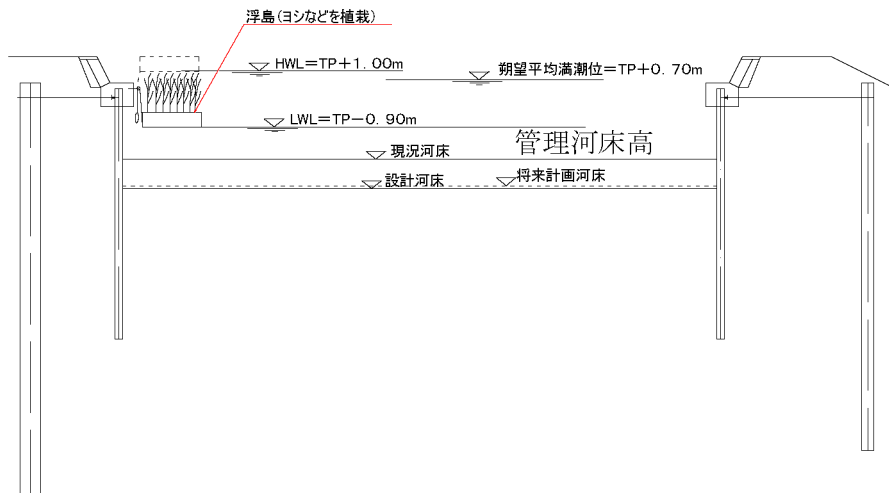 浮島(ヨシなどを植栽)
HWL=TP+1.00m
朔望平均満潮位=TP+0.70m
LWL=TP-0.90m
管理河床高
現況河床
設計河床
将来計画河床